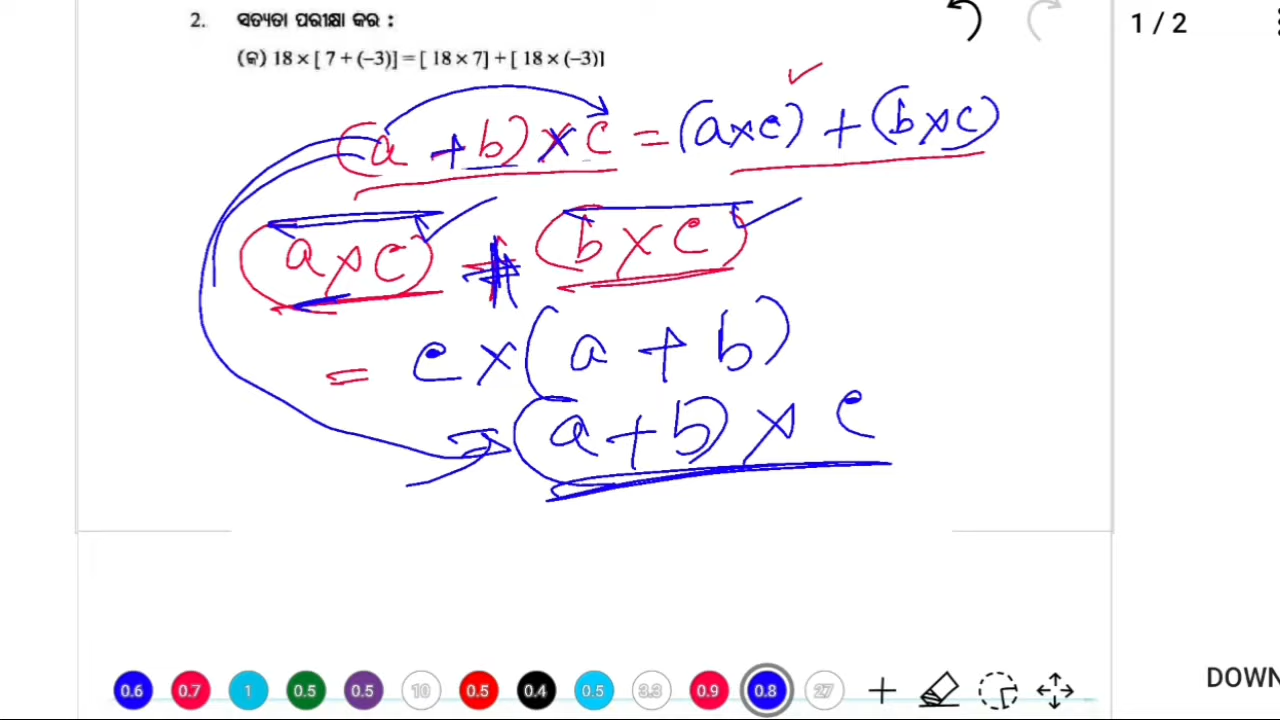 2. ସତ୍ୟତା ପରୀକ୍ଷା କର :
1 / 2
(କ) 18 × [ 7 + (–3)] = [ 18 × 7] + [ 18 × (–3)]
(a + b) × c = (a×c) + (b×c)
(a×c) + (b×c)
= c × (a + b)
(a + b) × c
DOWN
0.6 0.7 1 0.5 0.5 10 0.5 0.4 0.5 3.3 0.9 0.8 27